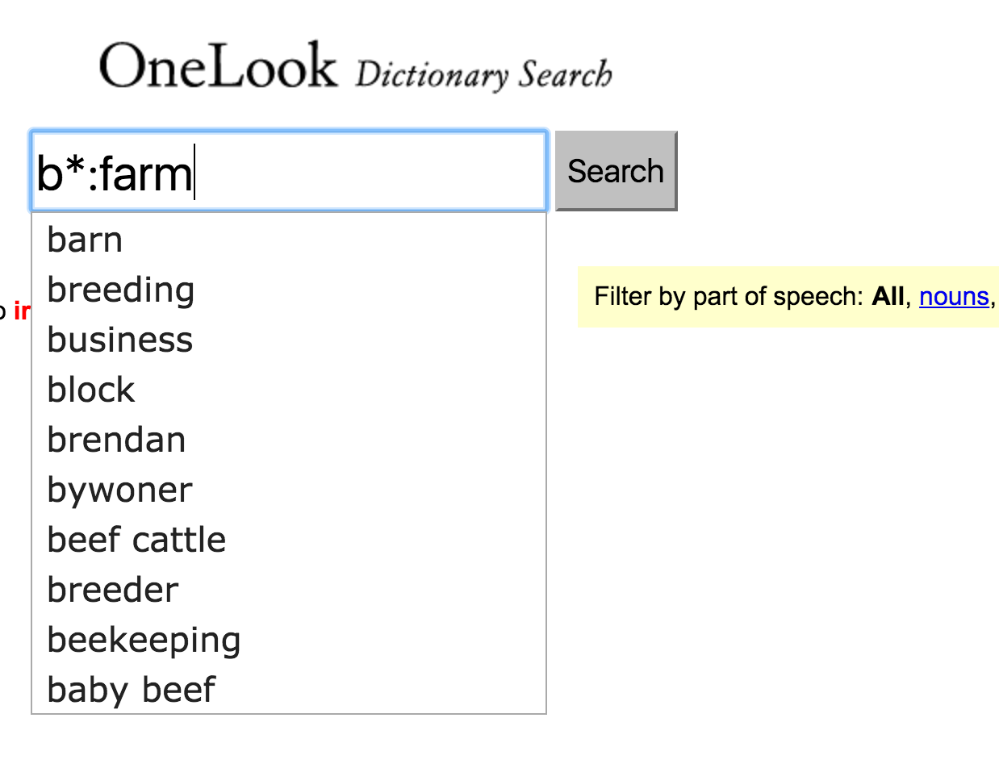 OneLook Dictionary Search
b*:farm
Search
barn
breeding
Filter by part of speech: All, nouns,
business
block
brendan
bywoner
beef cattle
breeder
beekeeping
baby beef